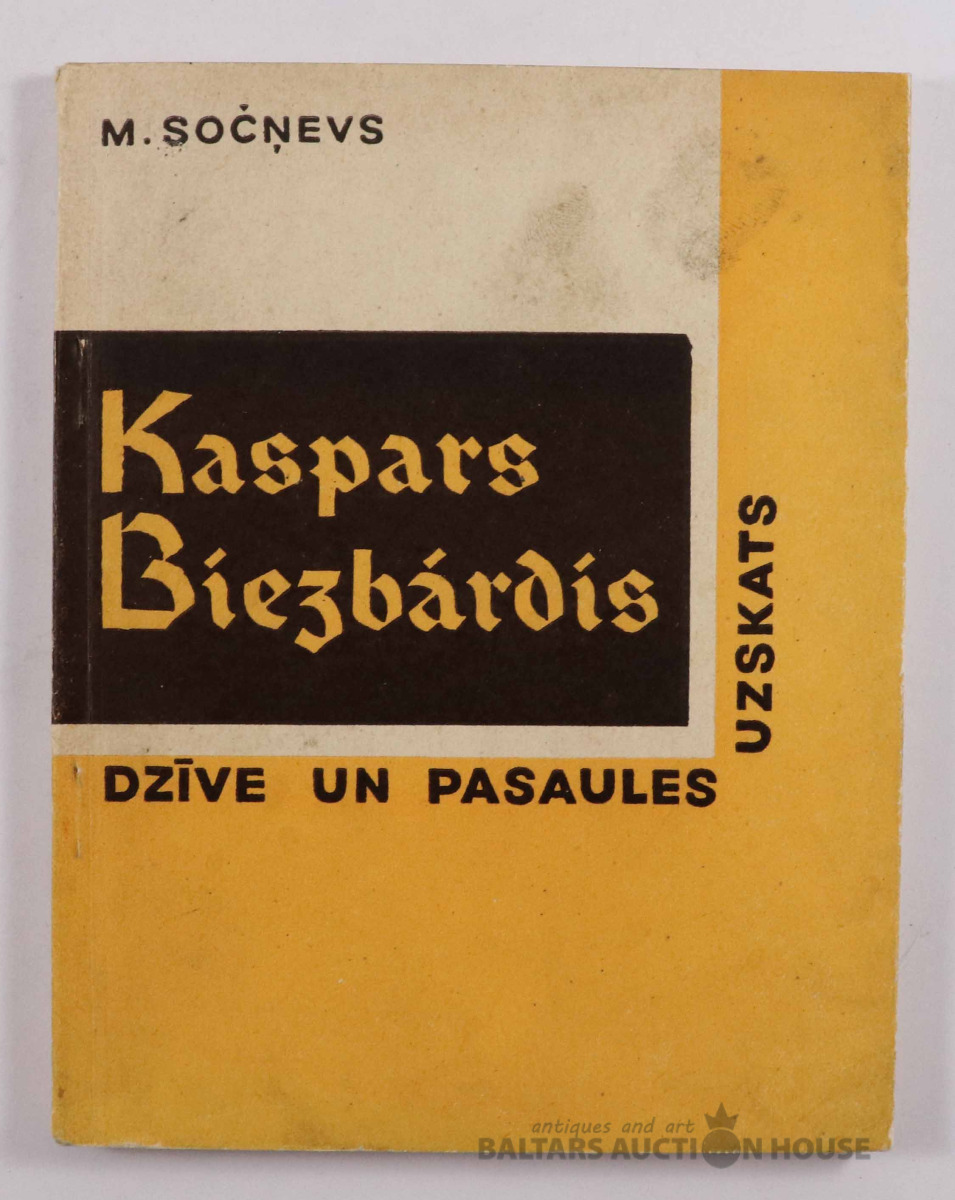 M. SOČŅEVS
Kaspars
Biezbárdis
DZĪVE UN PASAULES
UZSKATS
antiques and art
BALTARS AUCTION HOUSE